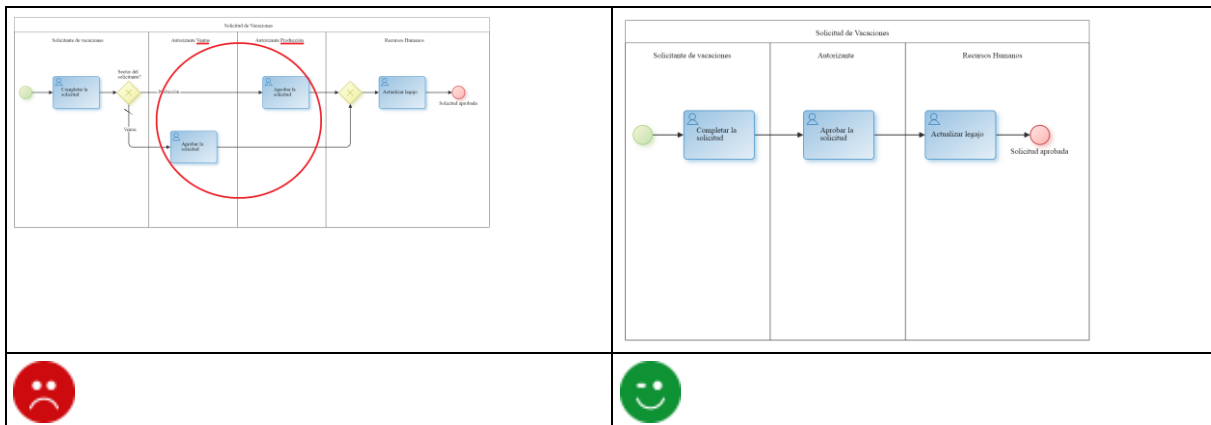 Solicitud de Vacaciones
Solicitante de vacaciones
Autorizante Ventas
Autorizante Producción
Recursos Humanos
Sector del
solicitante?
Completar la
solicitud
Producción
Aprobar la
solicitud
Actualizar legajo
Solicitud aprobada
Ventas
Aprobar la
solicitud
Solicitud de Vacaciones
Solicitante de vacaciones
Autorizante
Recursos Humanos
Completar la
solicitud
Aprobar la
solicitud
Actualizar legajo
Solicitud aprobada